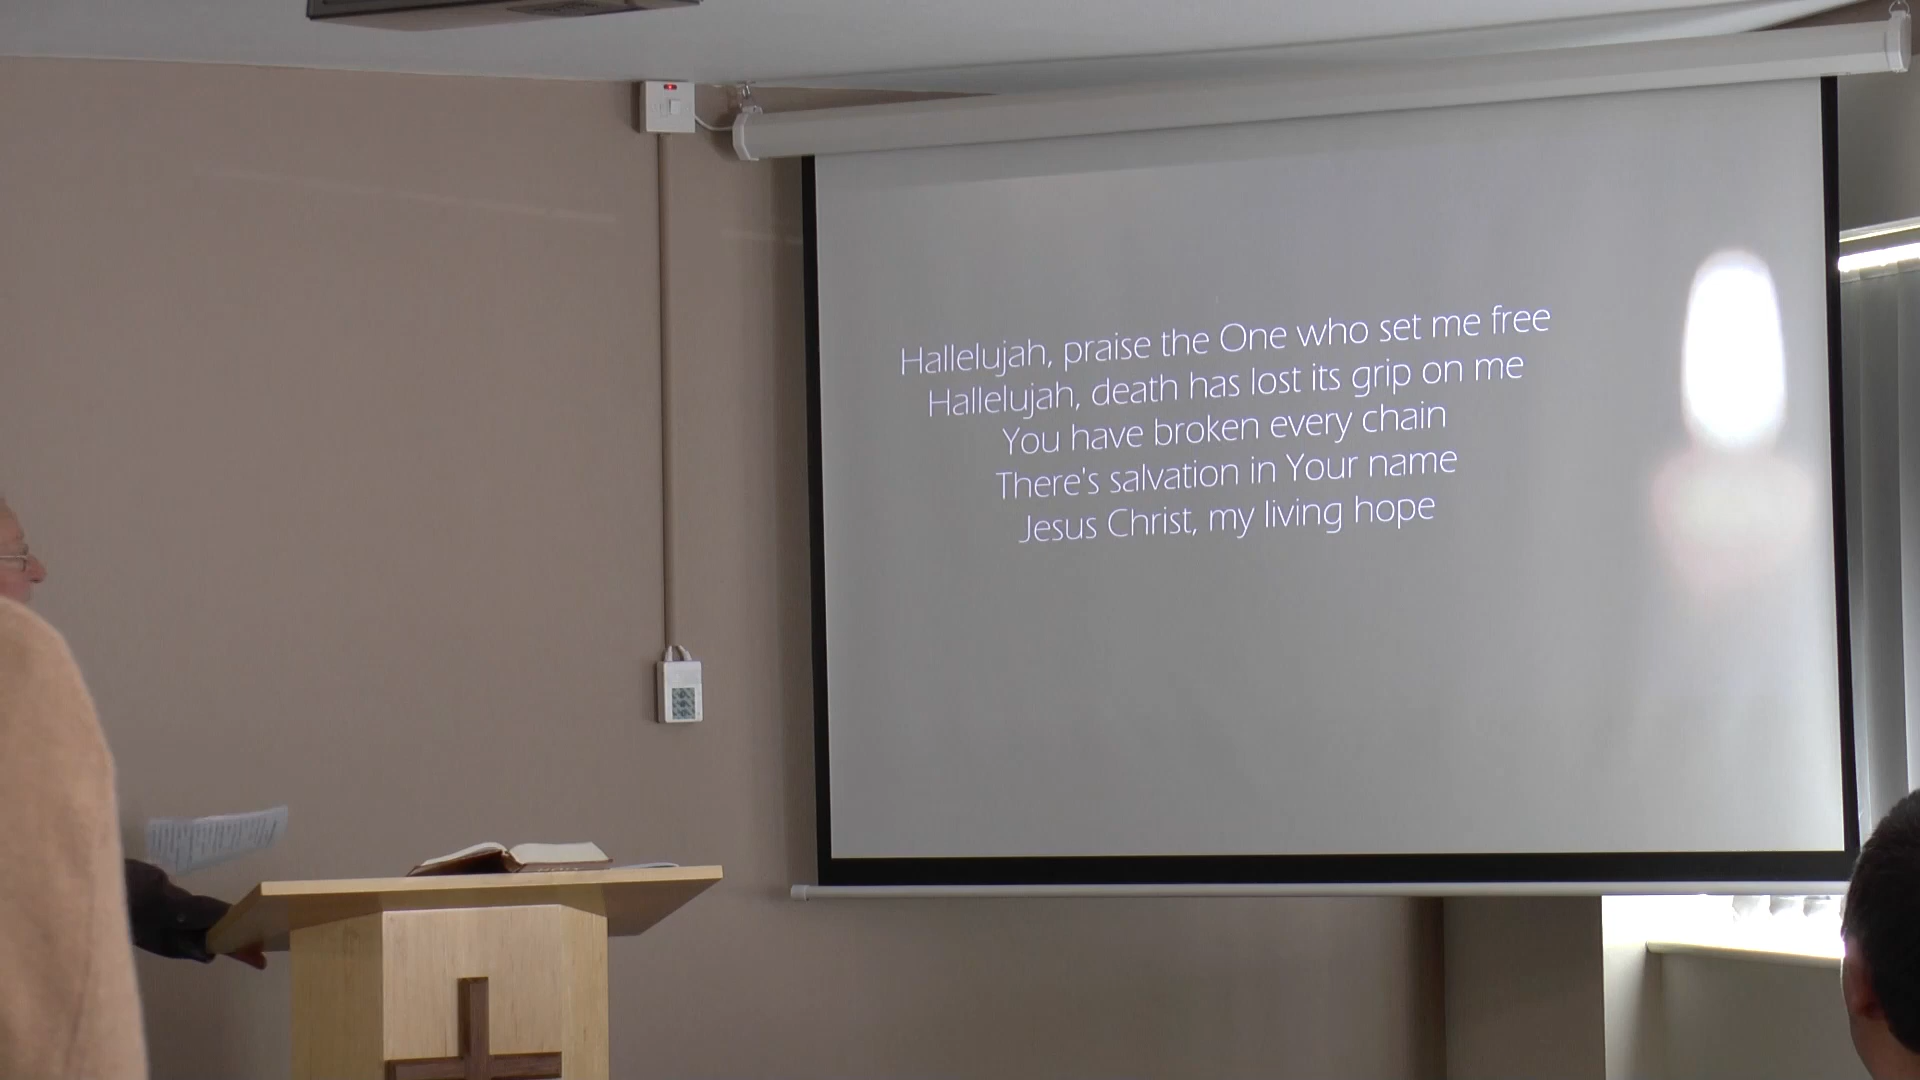 Hallelujah, praise the One who set me free
Hallelujah, death has lost its grip on me
You have broken every chain
There's salvation in Your name
Jesus Christ, my living hope